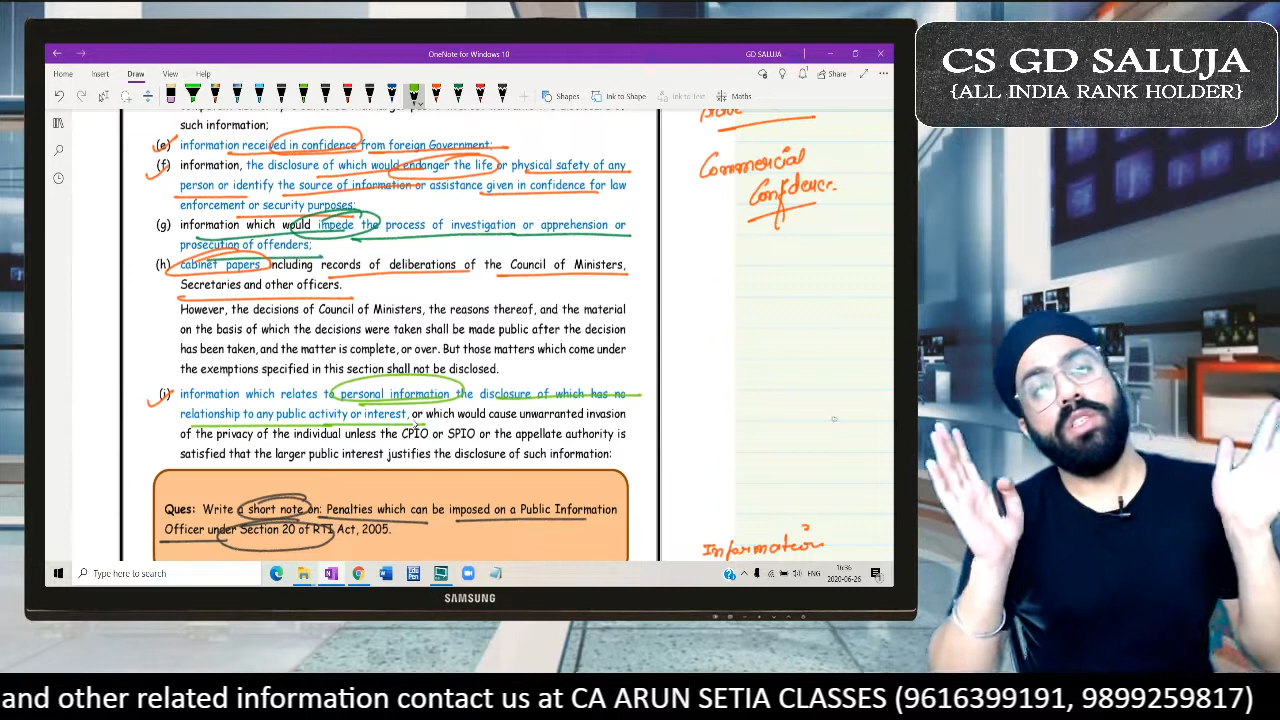 OneNote for Windows 10
GD SALUJA
Home Insert Draw View Help
Share
Shapes Ink to Shape Ink to Text Maths
such information;
(e) information received in confidence from foreign Government;
(f) information, the disclosure of which would endanger the life or physical safety of any
person or identify the source of information or assistance given in confidence for law
enforcement or security purposes;
(g) information which would impede the process of investigation or apprehension or
prosecution of offenders;
(h) cabinet papers including records of deliberations of the Council of Ministers,
Secretaries and other officers.
However, the decisions of Council of Ministers, the reasons thereof, and the material
on the basis of which the decisions were taken shall be made public after the decision
has been taken, and the matter is complete, or over. But those matters which come under
the exemptions specified in this section shall not be disclosed.
(i) information which relates to personal information the disclosure of which has no
relationship to any public activity or interest, or which would cause unwarranted invasion
of the privacy of the individual unless the CPIO or SPIO or the appellate authority is
satisfied that the larger public interest justifies the disclosure of such information:
Ques: Write a short note on: Penalties which can be imposed on a Public Information
Officer under Section 20 of RTI Act, 2005.
Commercial
Confidence
Information
Type here to search
ENG
16:56
2020-06-26
SAMSUNG
CS GD SALUJA
{ALL INDIA RANK HOLDER}
and other related information contact us at CA ARUN SETIA CLASSES (9616399191, 9899259817)